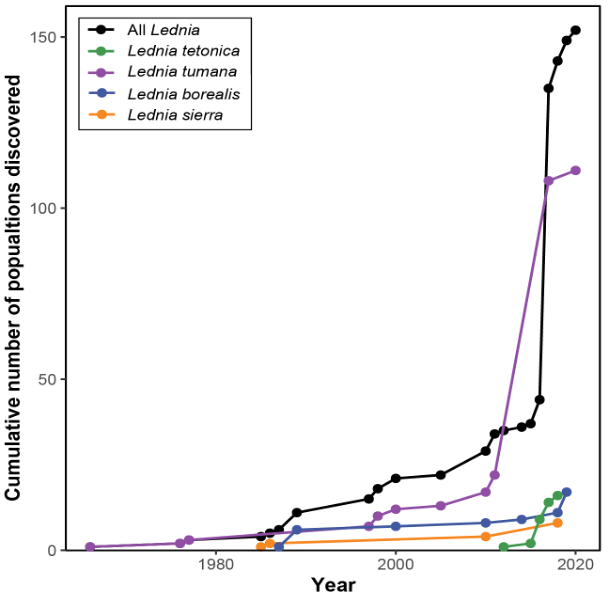 All Lednia
Lednia tetonica
Lednia tumana
Lednia borealis
Lednia sierra
150
100
50
0
1980
2000
2020
Year
Cumulative number of popualtions discovered